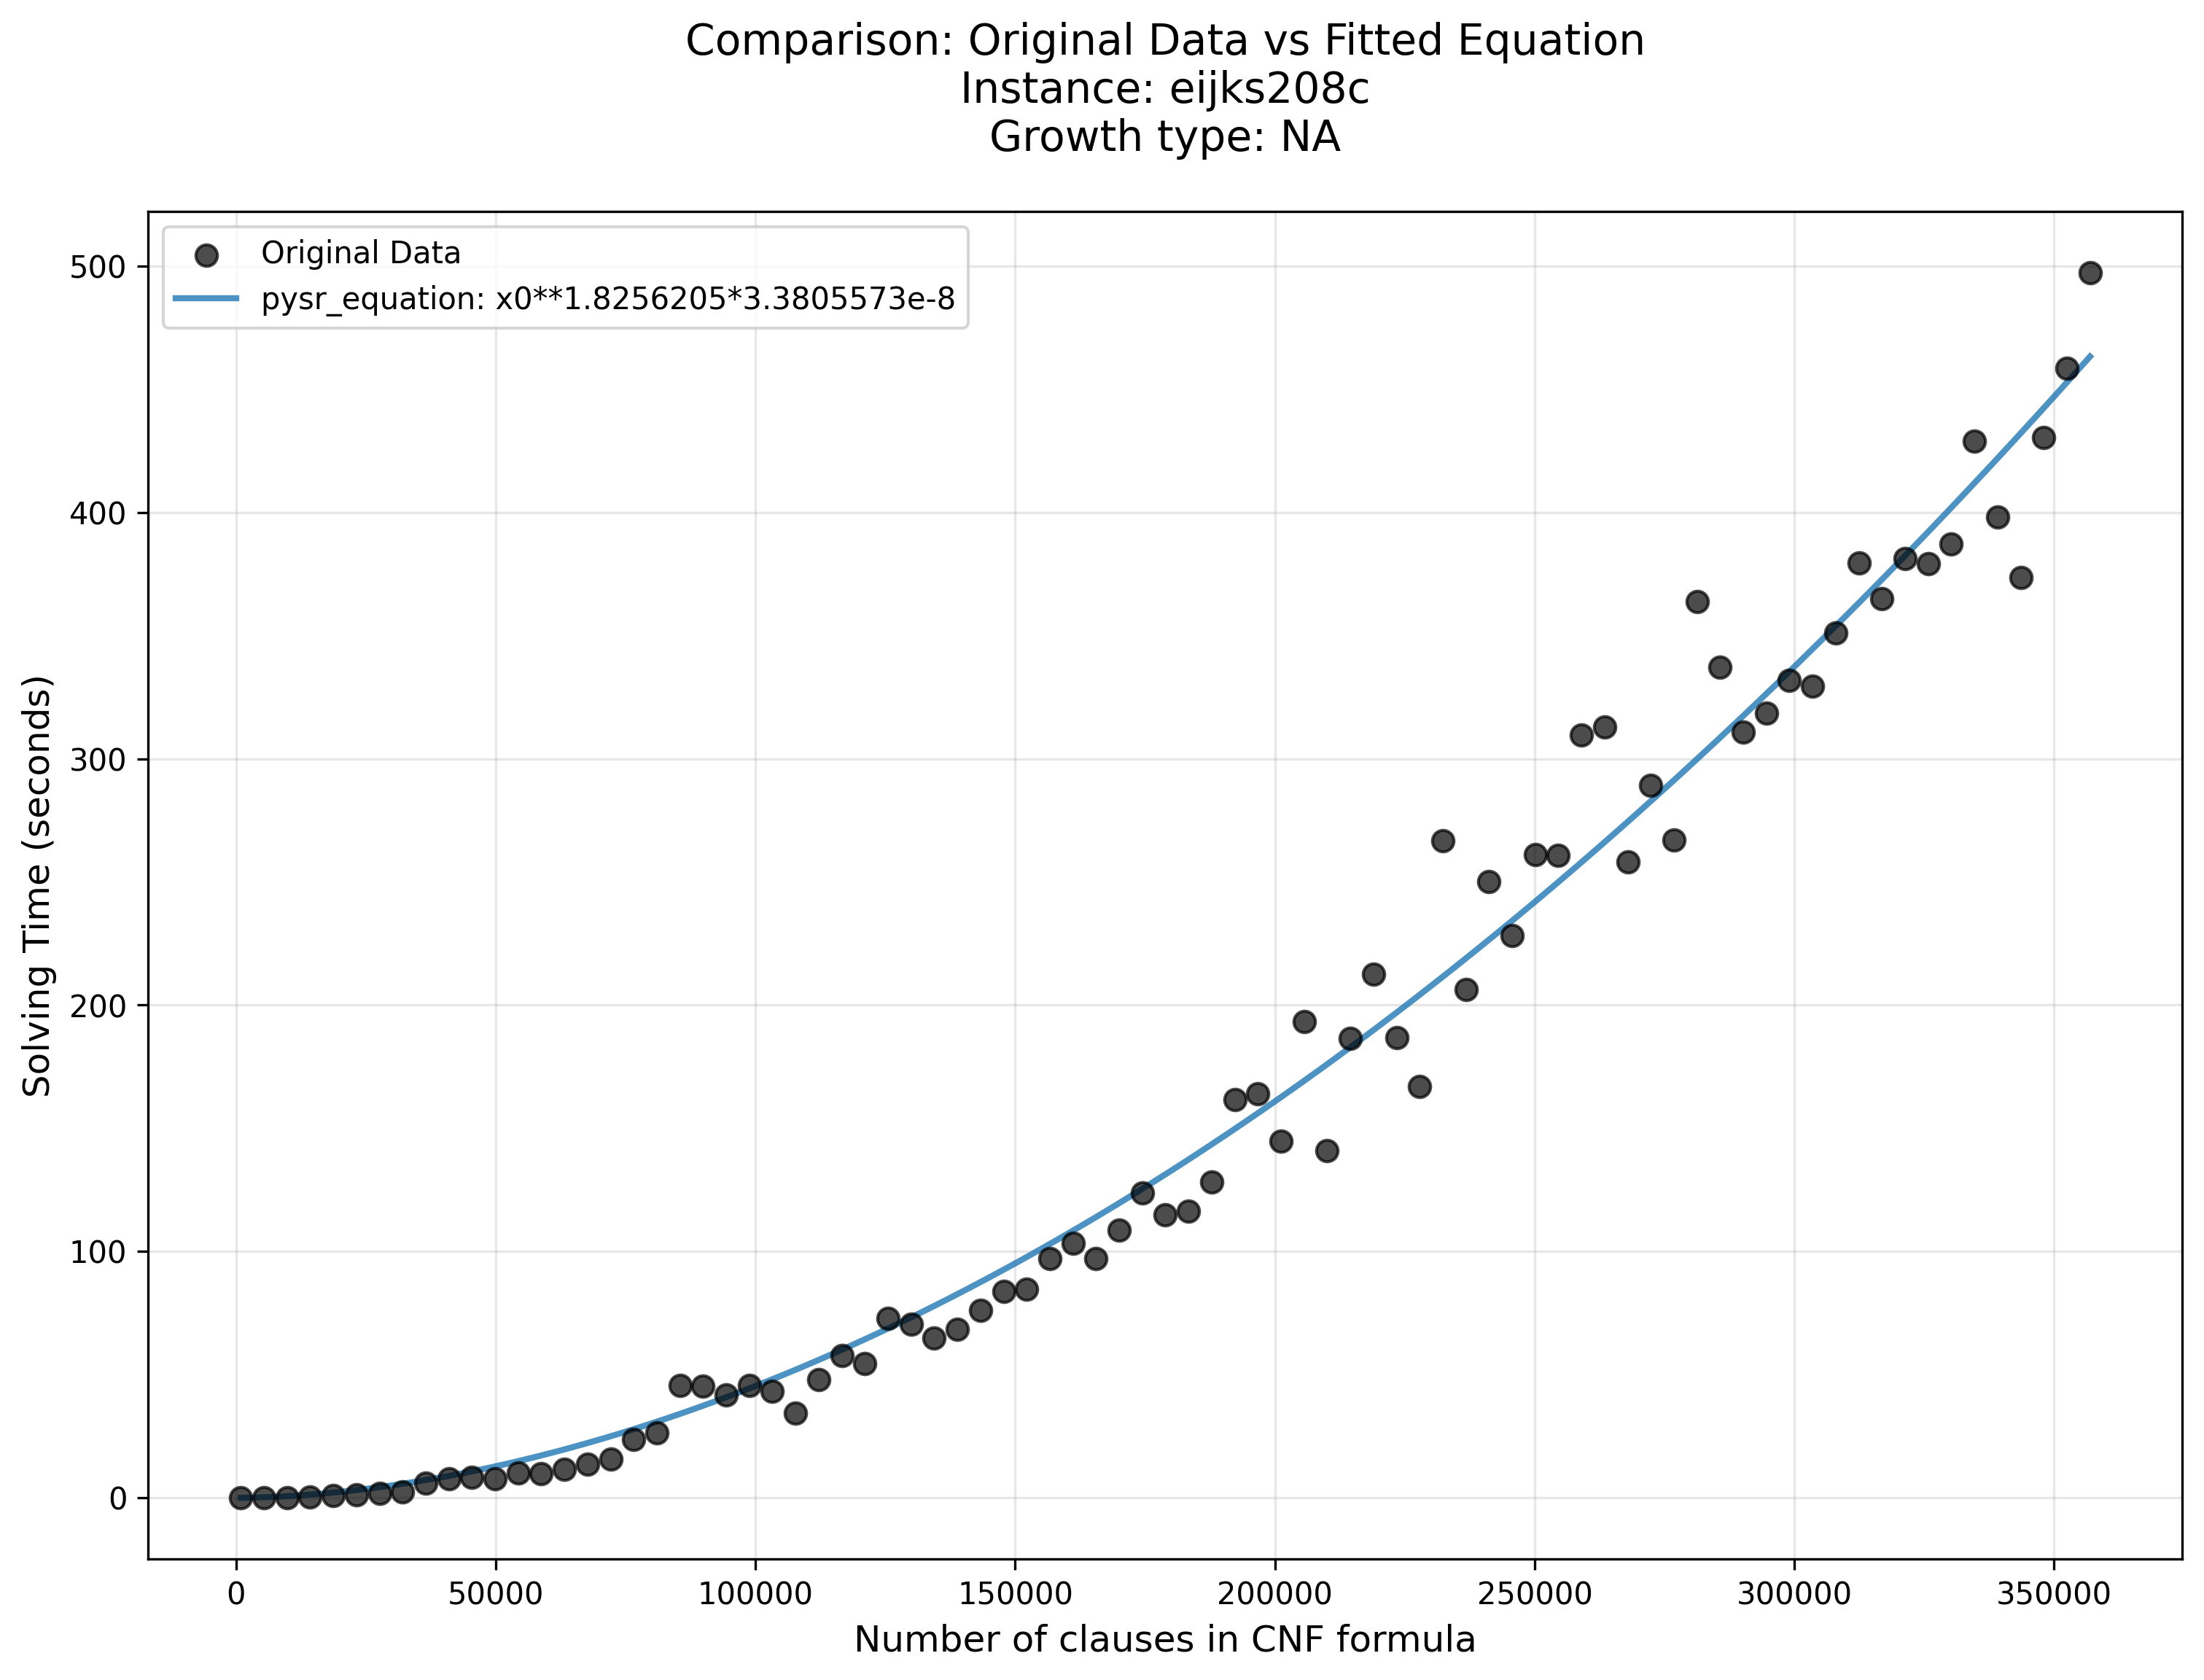 Comparison: Original Data vs Fitted Equation
Instance: eijks208c
Growth type: NA
Original Data
pysr_equation: x0**1.8256205*3.3805573e-8
500
400
300
200
100
0
Solving Time (seconds)
0 50000 100000 150000 200000 250000 300000 350000
Number of clauses in CNF formula